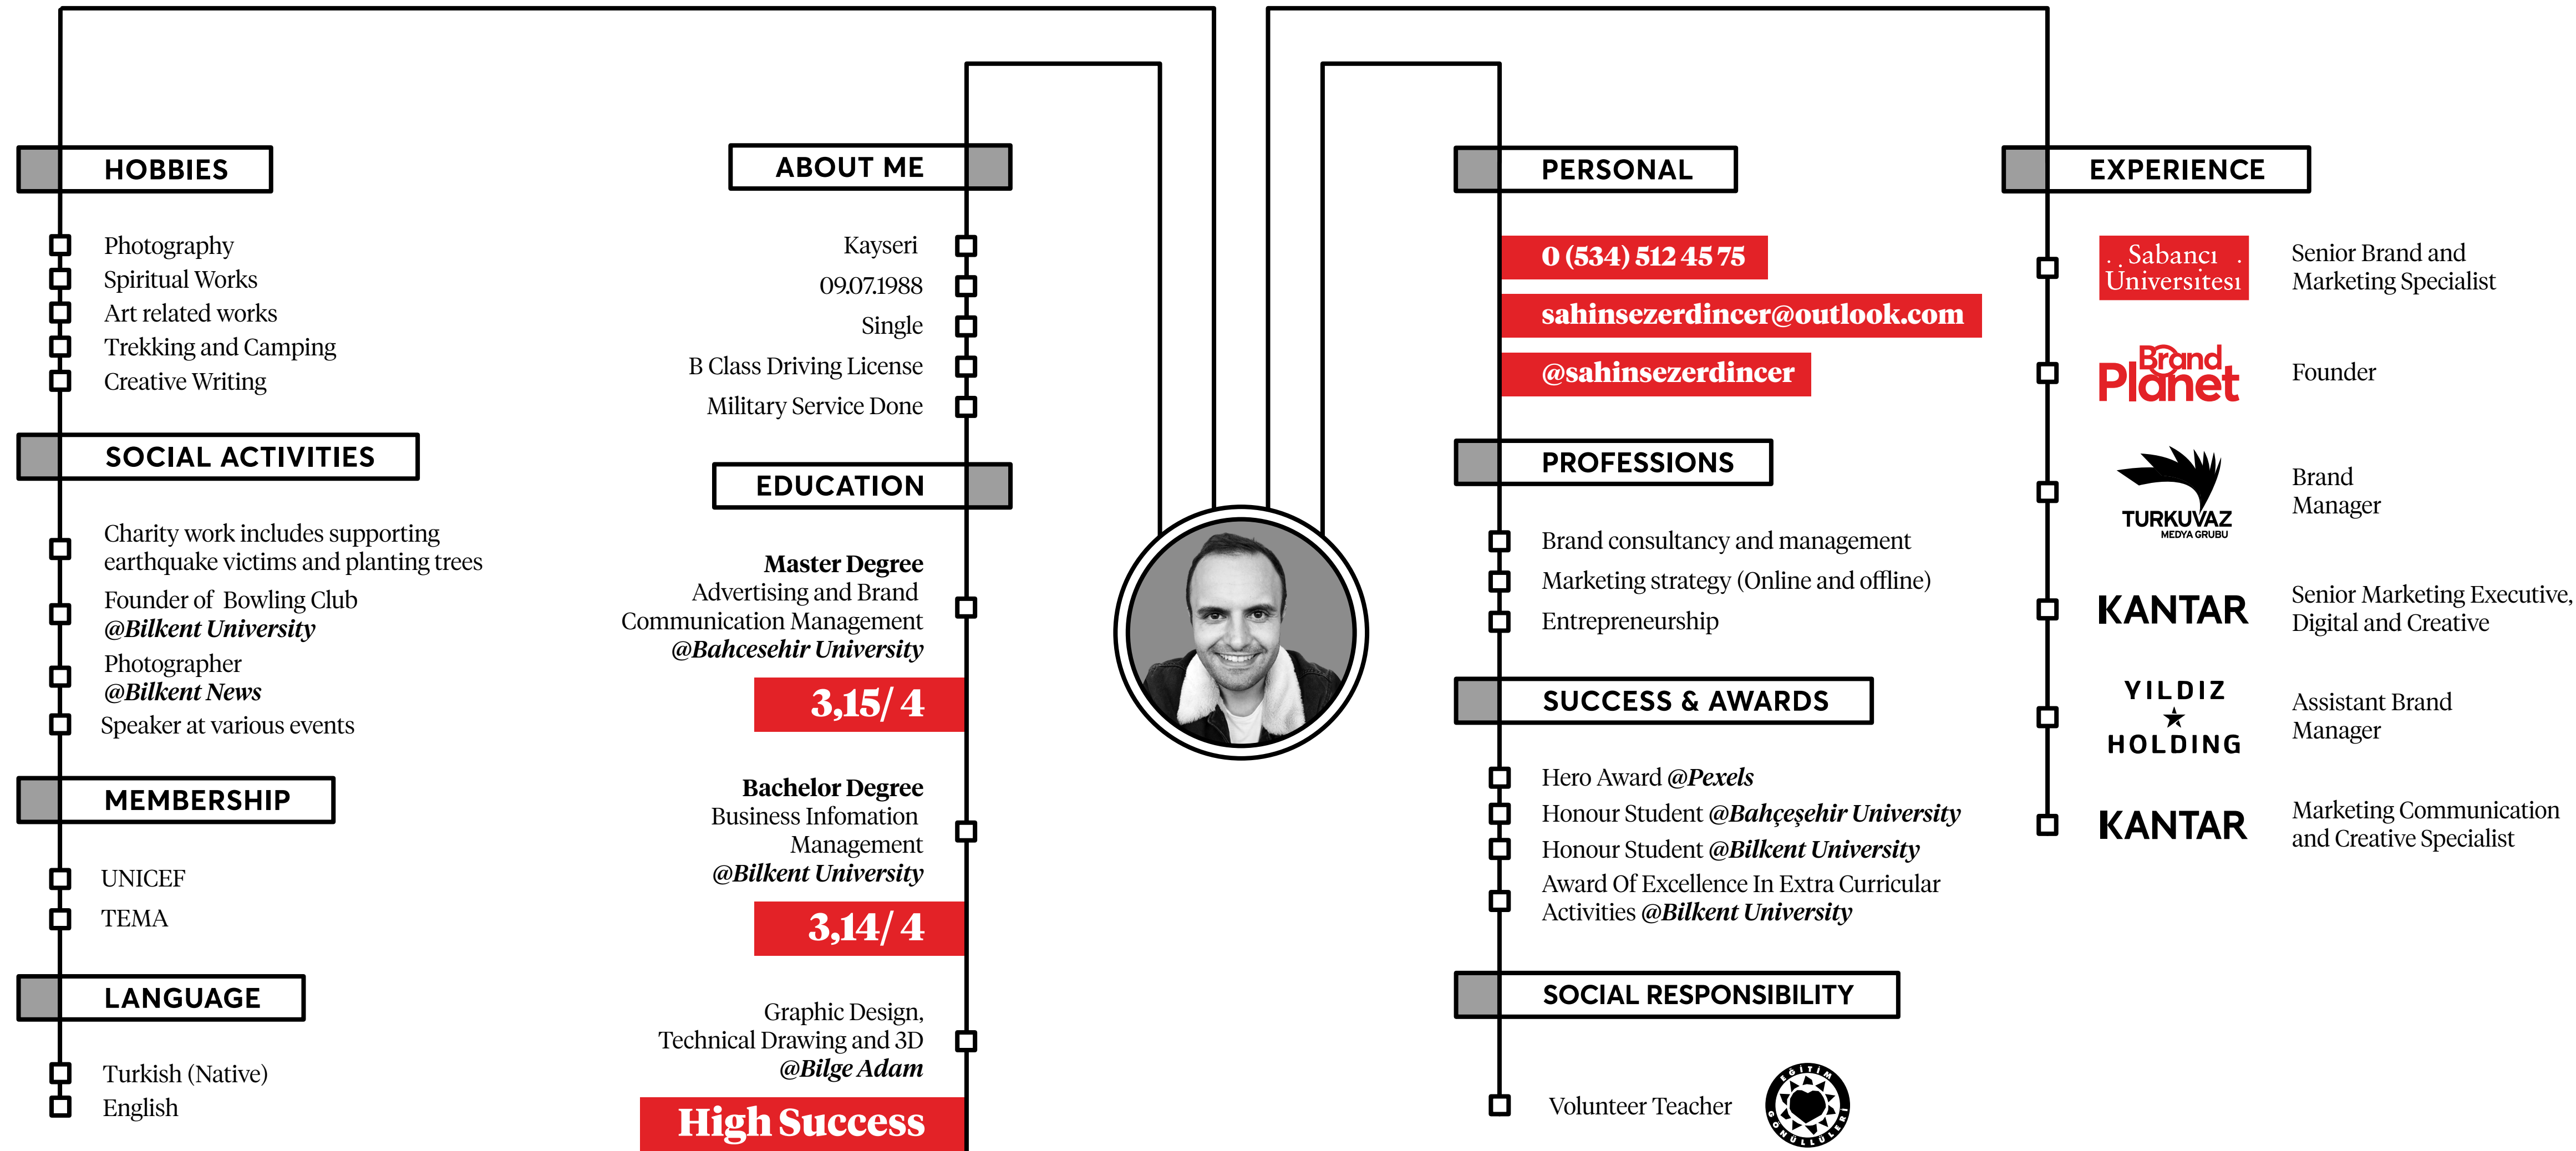 HOBBIES
Photography
Spiritual Works
Art related works
Trekking and Camping
Creative Writing
SOCIAL ACTIVITIES
Charity work includes supporting
earthquake victims and planting trees
Founder of Bowling Club
@Bilkent University
Photographer
@Bilkent News
Speaker at various events
MEMBERSHIP
UNICEF
TEMA
LANGUAGE
Turkish (Native)
English
ABOUT ME
Kayseri
09.07.1988
Single
B Class Driving License
Military Service Done
EDUCATION
Master Degree
Advertising and Brand
Communication Management
@Bahcesehir University
3,15/ 4
Bachelor Degree
Business Infomation
Management
@Bilkent University
3,14/ 4
Graphic Design,
Technical Drawing and 3D
@Bilge Adam
High Success
PERSONAL
0 (534) 512 45 75
sahinsezerdincer@outlook.com
@sahinsezerdincer
PROFESSIONS
Brand consultancy and management
Marketing strategy (Online and offline)
Entrepreneurship
SUCCESS & AWARDS
Hero Award @Pexels
Honour Student @Bahçeşehir University
Honour Student @Bilkent University
Award Of Excellence In Extra Curricular
Activities @Bilkent University
SOCIAL RESPONSIBILITY
Volunteer Teacher
EĞİTİM
GÖNÜLLÜLERİ
EXPERIENCE
Sabancı
Üniversitesi
Senior Brand and
Marketing Specialist
Brand
Planet
Founder
TURKUVAZ
MEDYA GRUBU
Brand
Manager
KANTAR
Senior Marketing Executive,
Digital and Creative
YILDIZ
HOLDING
Assistant Brand
Manager
KANTAR
Marketing Communication
and Creative Specialist